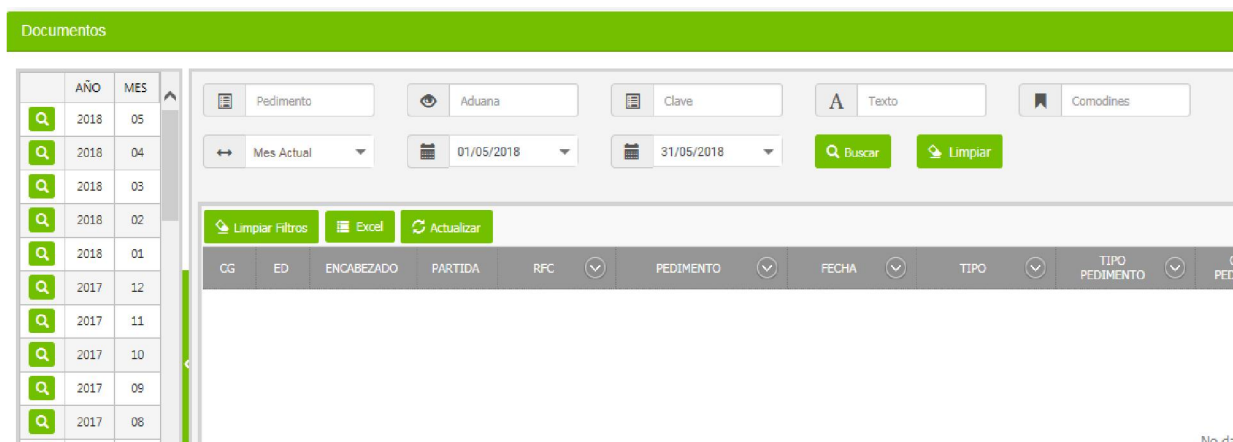 Documentos
AÑO MES
2018 05
2018 04
2018 03
2018 02
2018 01
2017 12
2017 11
2017 10
2017 09
2017 08
Pedimento Aduana Clave Texto Comodines
Mes Actual 01/05/2018 31/05/2018 Buscar Limpiar
Limpiar Filtros Excel Actualizar
CG ED ENCABEZADO PARTIDA RFC PEDIMENTO FECHA TIPO TIPO PEDIMENTO
No